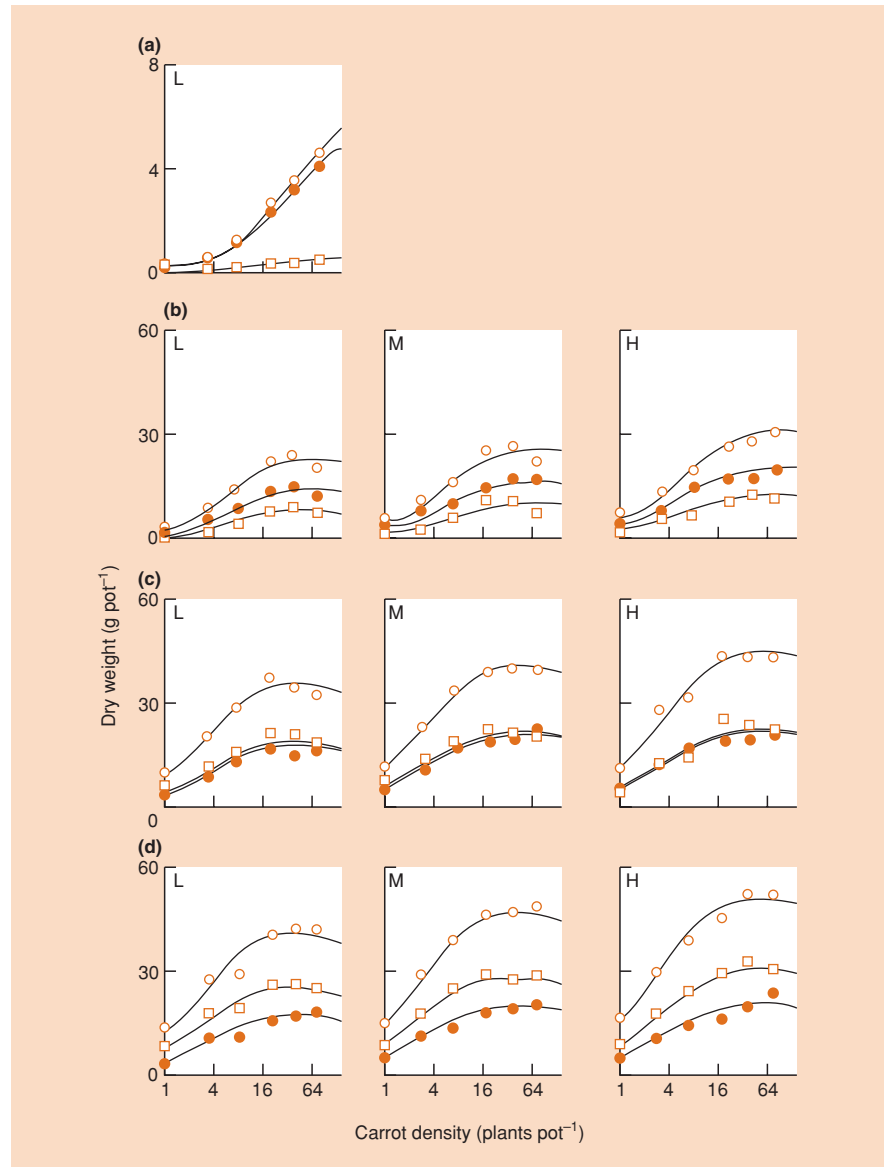 (a)
8
L
4
0
(b)
60
L
M
H
30
0
(c)
60
L
M
H
30
0
(d)
60
L
M
H
30
0
1 4 16 64
1 4 16 64
1 4 16 64
Dry weight (g pot⁻¹)
Carrot density (plants pot⁻¹)